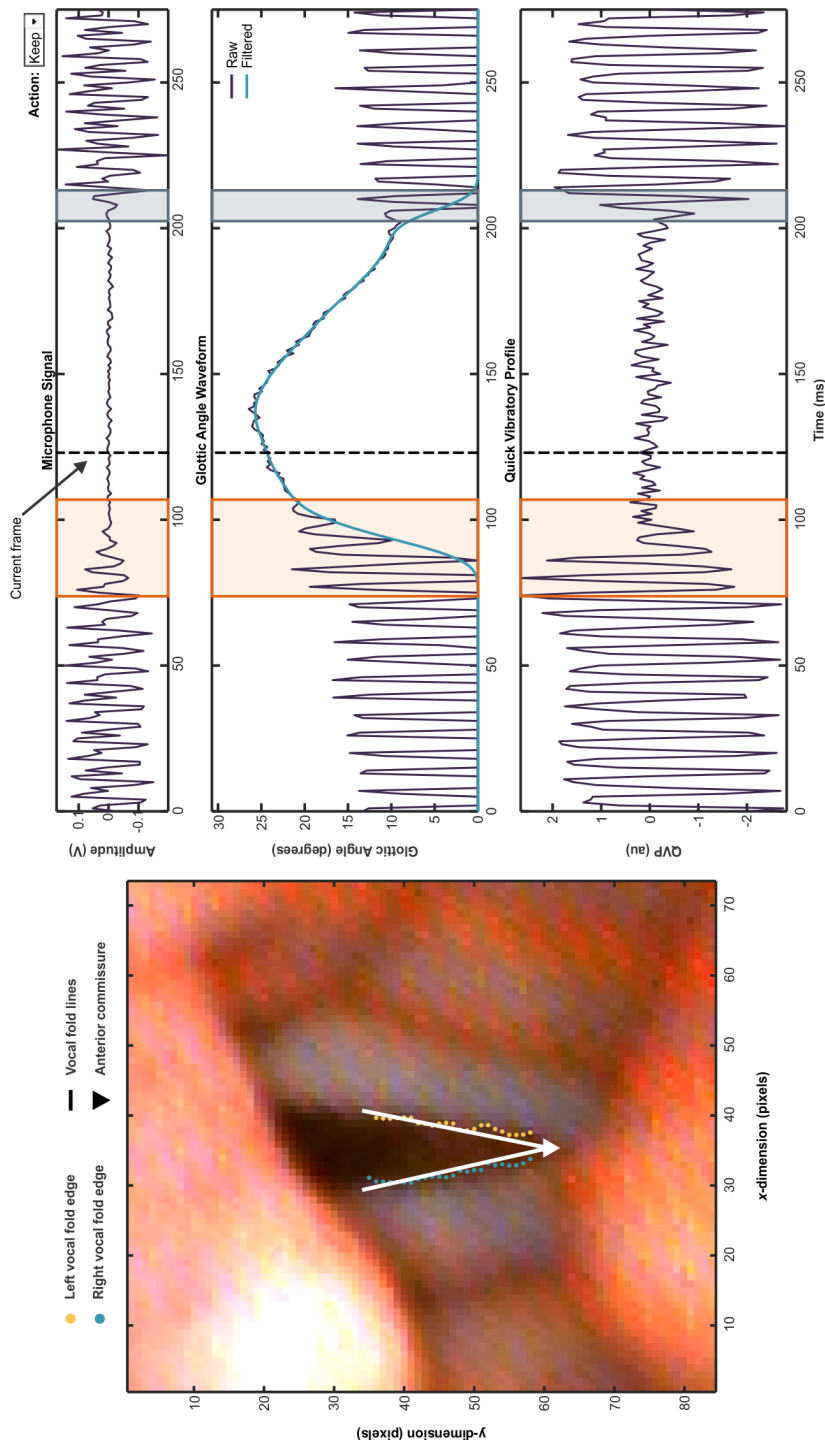 Left vocal fold edge
Right vocal fold edge
Vocal fold lines
Anterior commissure
y-dimension (pixels)
10
20
30
40
50
60
70
80
10
20
30
40
50
60
70
x-dimension (pixels)
Current frame
Action: Keep
Microphone Signal
Amplitude (V)
0.1
0
-0.1
0
50
100
150
200
250
Glottic Angle Waveform
Raw
Filtered
Glottic Angle (degrees)
30
25
20
15
10
5
0
0
50
100
150
200
250
Quick Vibratory Profile
QVP (au)
2
1
0
-1
-2
0
50
100
150
200
250
Time (ms)